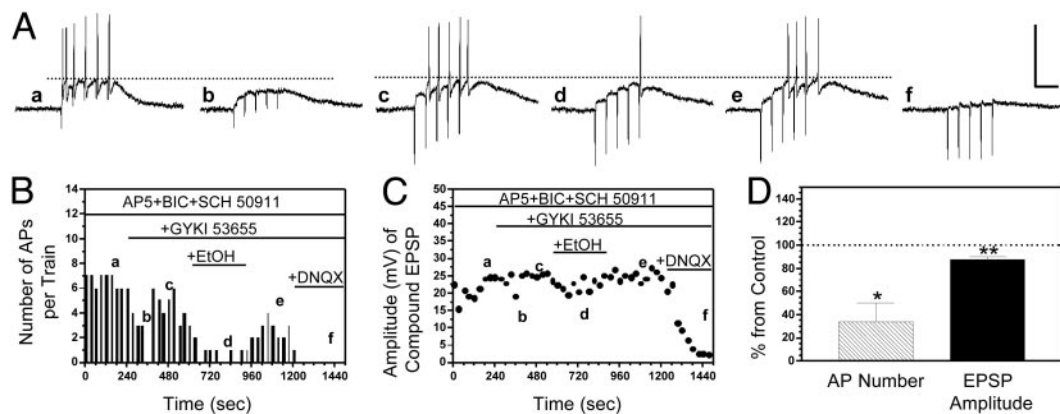 A
a
b
c
d
e
f
B
AP5+BIC+SCH 50911
+GYKI 53655
+EtOH
+DNQX
a
b
c
d
e
f
14
12
10
8
6
4
2
0
Number of APs
per Train
0 240 480 720 960 1200 1440
Time (sec)
C
AP5+BIC+SCH 50911
+GYKI 53655
+EtOH
+DNQX
a
b
c
d
e
f
50
45
40
35
30
25
20
15
10
5
0
Amplitude (mV) of
Compound EPSP
0 240 480 720 960 1200 1440
Time (sec)
D
140
120
100
80
60
40
20
0
% from Control
*
**
AP Number
EPSP
Amplitude